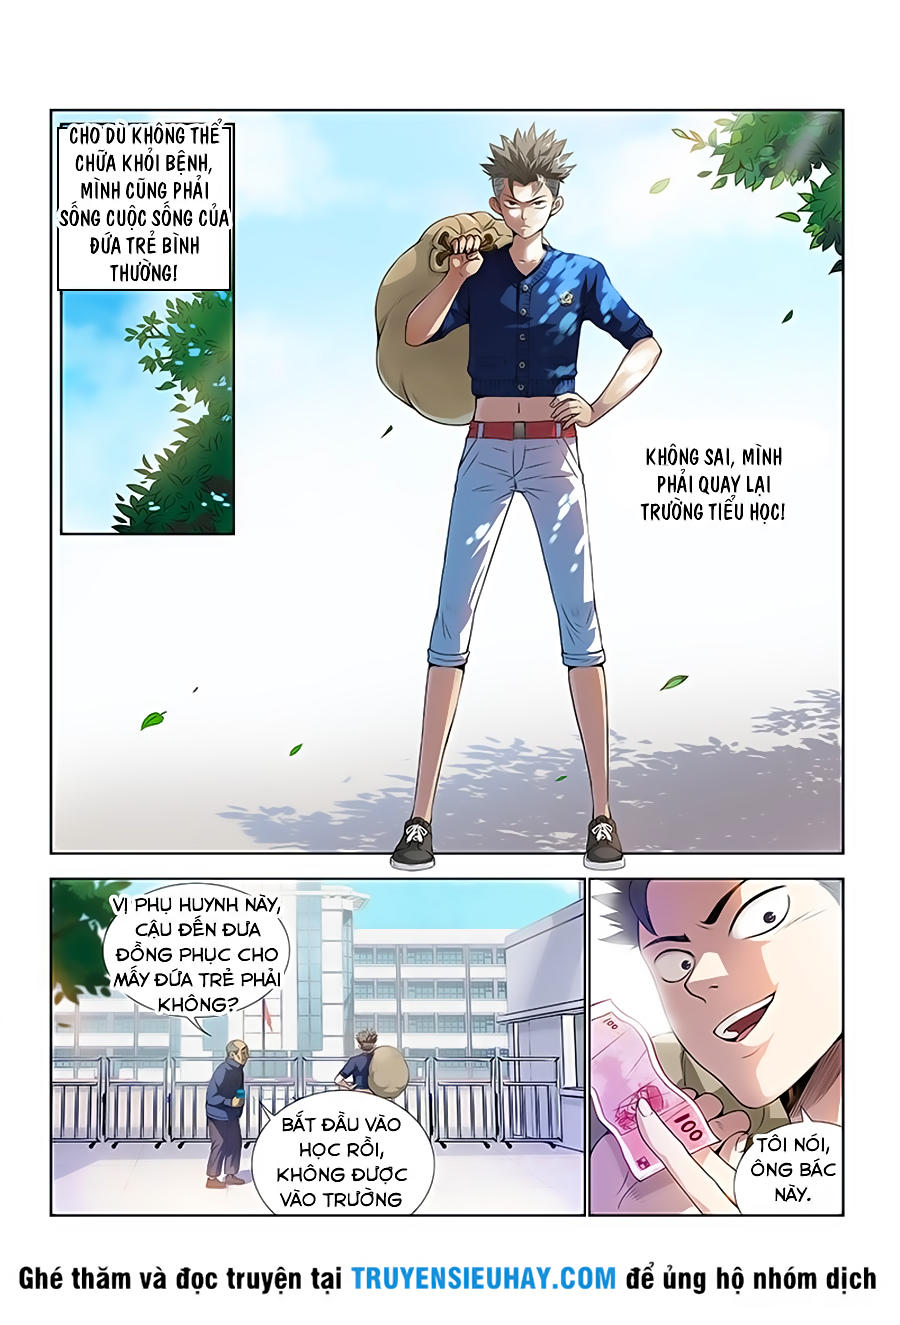 CHO DÙ KHÔNG THỂ
CHỮA KHỎI BỆNH,
MÌNH CŨNG PHẢI
SỐNG CUỘC SỐNG CỦA
ĐỨA TRẺ BÌNH
THƯỜNG!
KHÔNG SAI, MÌNH
PHẢI QUAY LẠI
TRƯỜNG TIỂU HỌC!
VỊ PHỤ HUYNH NÀY,
CẬU ĐẾN ĐƯA
ĐỒNG PHỤC CHO
MẤY ĐỨA TRẺ PHẢI
KHÔNG?
BẮT ĐẦU VÀO
HỌC RỒI,
KHÔNG ĐƯỢC
VÀO TRƯỜNG
100
100
TÔI NÓI,
ÔNG BÁC
NÀY.
Ghé thăm và đọc truyện tại TRUYENSIEUHAY.COM để ủng hộ nhóm dịch